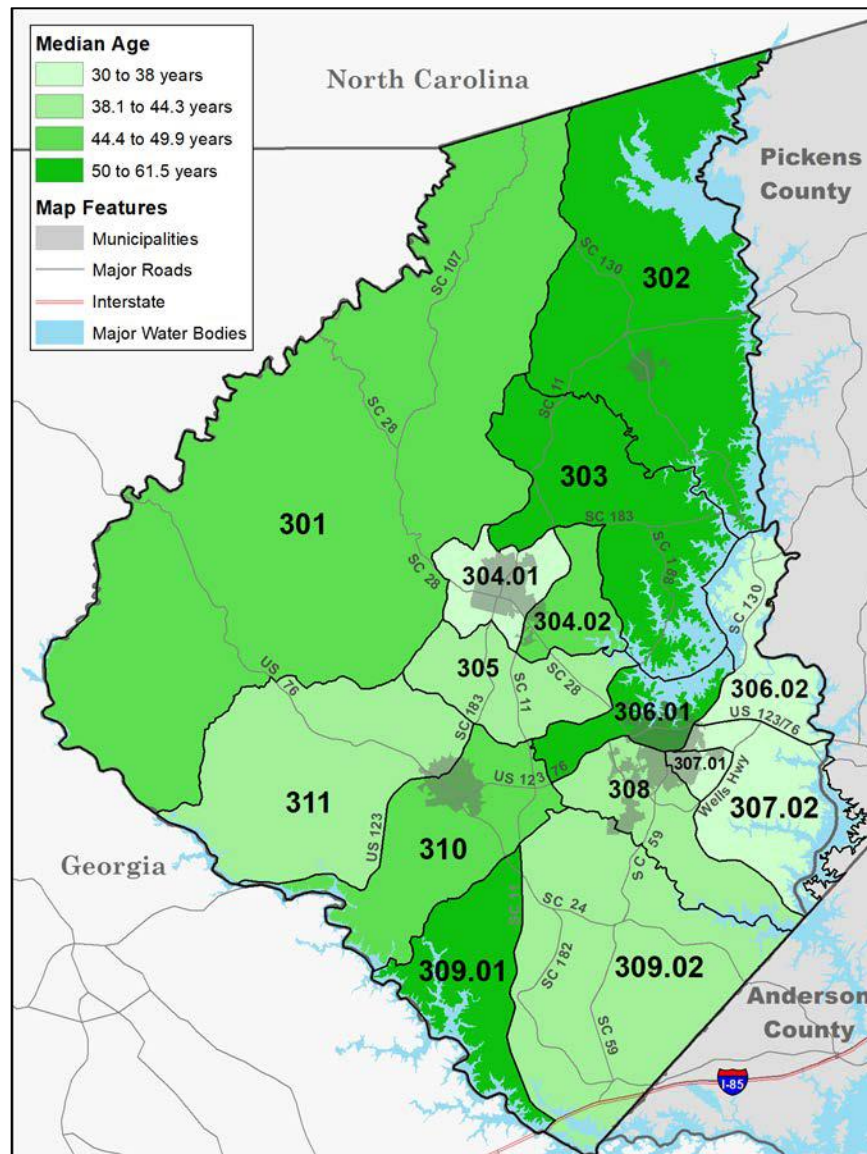 Median Age
30 to 38 years
38.1 to 44.3 years
44.4 to 49.9 years
50 to 61.5 years
Map Features
Municipalities
Major Roads
Interstate
Major Water Bodies
North Carolina
Pickens
County
SC 107
SC 130
302
SC 11
SC 28
303
301
SC 183
SC 188
SC 28
304.01
304.02
SC 130
305
SC 28
US 76
SC 183
SC 11
306.01
306.02
US 123/76
307.01
US 123/76
308
Wells Hwy
307.02
311
US 123
310
SC 59
Georgia
SC 11
SC 24
309.01
SC 182
309.02
Anderson
County
SC 59
I-85